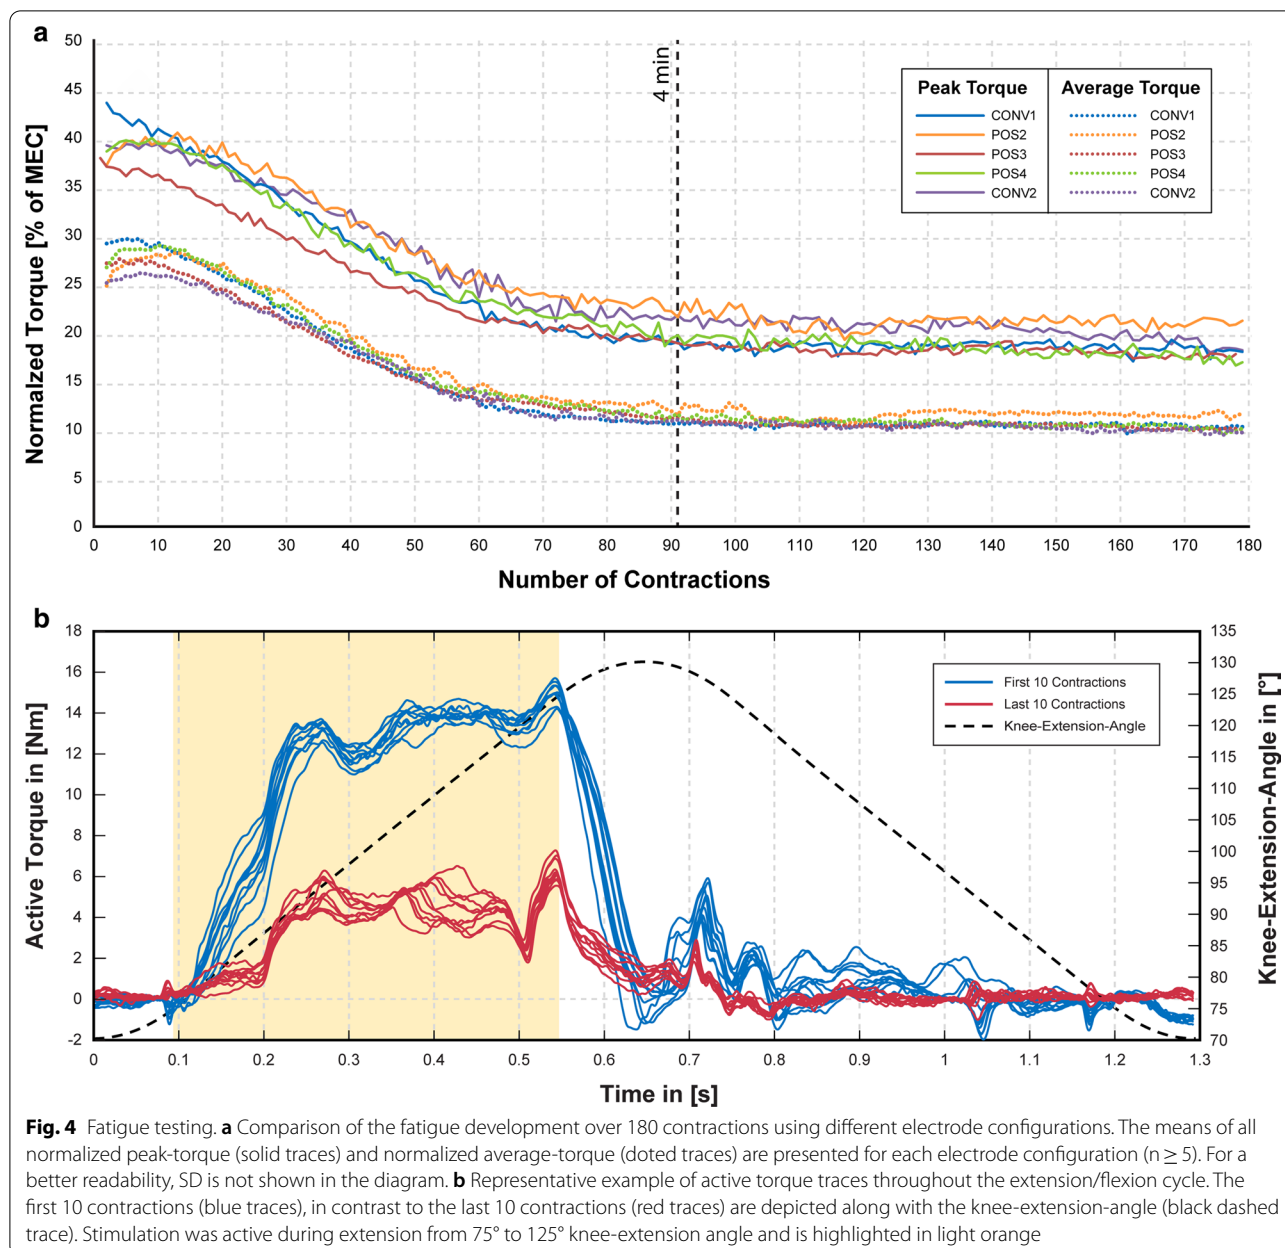 a
50
45
40
35
30
25
20
15
10
5
0
Normalzed Torque [% of MEC]
4 min
Peak Torque Average Torque
CONV1 CONV1
POS2 POS2
POS3 POS3
POS4 POS4
CONV2 CONV2
0 10 20 30 40 50 60 70 80 90 100 110 120 130 140 150 160 170 180
Number of Contractions
b
18
16
14
12
10
8
6
4
2
0
-2
Active Torque in [Nm]
First 10 Contractions
Last 10 Contractions
Knee-Extension-Angle
135
130
125
120
115
110
105
100
95
90
85
80
75
70
Knee-Extension-Angle in [°]
0 0.1 0.2 0.3 0.4 0.5 0.6 0.7 0.8 0.9 1 1.1 1.2 1.3
Time in [s]
Fig. 4 Fatigue testing. a Comparison of the fatigue development over 180 contractions using different electrode configurations. The means of all
normalized peak-torque (solid traces) and normalized average-torque (doted traces) are presented for each electrode configuration (n ≥ 5). For a
better readability, SD is not shown in the diagram. b Representative example of active torque traces throughout the extension/flexion cycle. The
first 10 contractions (blue traces), in contrast to the last 10 contractions (red traces) are depicted along with the knee-extension-angle (black dashed
trace). Stimulation was active during extension from 75° to 125° knee-extension angle and is highlighted in light orange